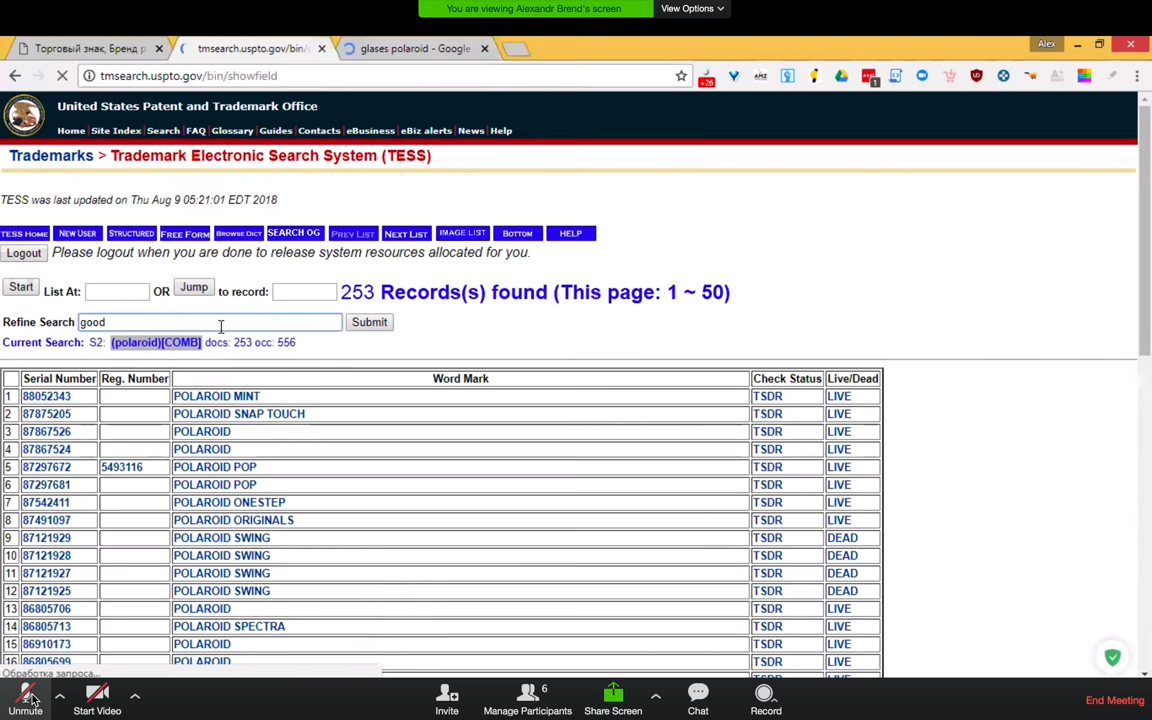 You are viewing Alexandr Brend's screen View Options
Торговый знак, Бренд р tmsearch.uspto.gov/bin/ glases polaroid - Google Alex
tmsearch.uspto.gov/bin/showfield +26 AMZ 1
United States Patent and Trademark Office
Home | Site Index | Search | FAQ | Glossary | Guides | Contacts | eBusiness | eBiz alerts | News | Help
Trademarks > Trademark Electronic Search System (TESS)
TESS was last updated on Thu Aug 9 05:21:01 EDT 2018
TESS HOME NEW USER STRUCTURED FREE FORM BROWSE DICT SEARCH OG PREV LIST NEXT LIST IMAGE LIST BOTTOM HELP
Logout Please logout when you are done to release system resources allocated for you.
Start List At: OR Jump to record: 253 Records(s) found (This page: 1 ~ 50)
Refine Search good Submit
Current Search: S2: (polaroid)[COMB] docs: 253 occ: 556
Serial Number Reg. Number Word Mark Check Status Live/Dead
1 88052343 POLAROID MINT TSDR LIVE
2 87875205 POLAROID SNAP TOUCH TSDR LIVE
3 87867526 POLAROID TSDR LIVE
4 87867524 POLAROID TSDR LIVE
5 87297672 5493116 POLAROID POP TSDR LIVE
6 87297681 POLAROID POP TSDR LIVE
7 87542411 POLAROID ONESTEP TSDR LIVE
8 87491097 POLAROID ORIGINALS TSDR LIVE
9 87121929 POLAROID SWING TSDR DEAD
10 87121928 POLAROID SWING TSDR DEAD
11 87121927 POLAROID SWING TSDR DEAD
12 87121925 POLAROID SWING TSDR DEAD
13 86805706 POLAROID TSDR LIVE
14 86805713 POLAROID SPECTRA TSDR LIVE
15 86910173 POLAROID TSDR LIVE
16 86805699 POLAROID TSDR LIVE
Обработка запроса...
Unmute Start Video Invite Manage Participants 6 Share Screen Chat Record End Meeting